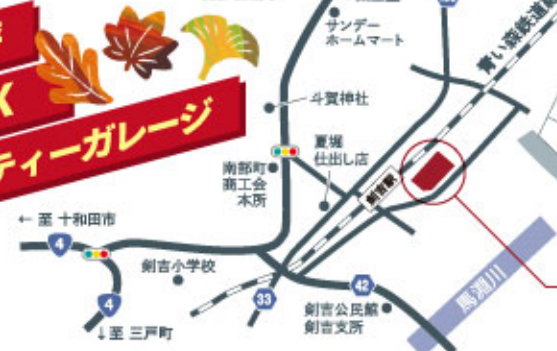 サンデー
ホームマート
青い森鉄道
X
ティーガレージ
斗賀神社
夏堀
仕出し店
南部町
商工会
本所
剣吉駅
← 至 十和田市
4
剣吉小学校
4
↓至 三戸町
33
42
剣吉公民館
剣吉支所
馬淵川